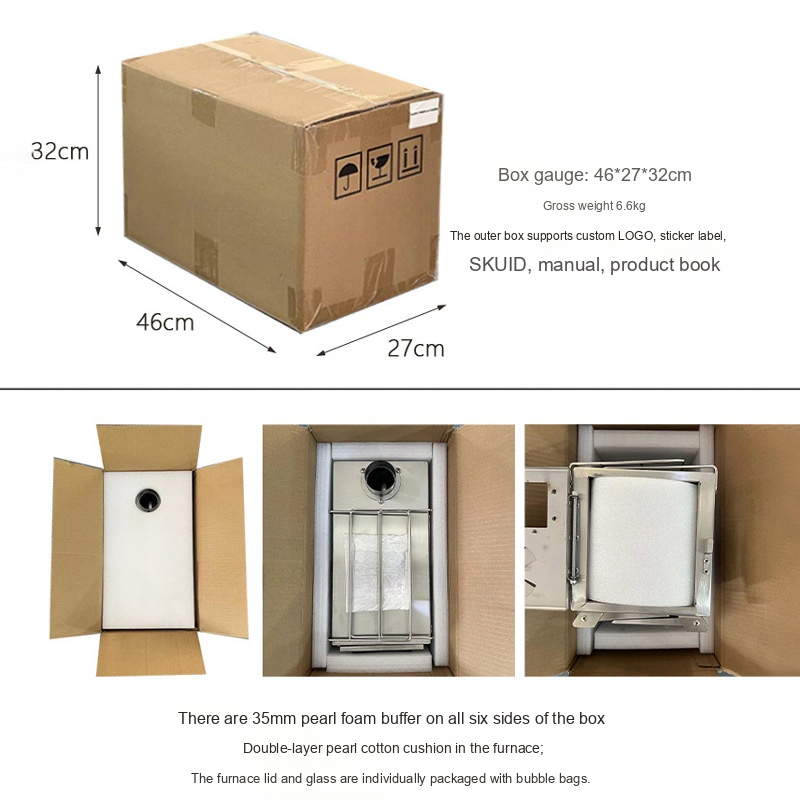 32cm
46cm
27cm
Box gauge: 46*27*32cm
Gross weight 6.6kg
The outer box supports custom LOGO, sticker label,
SKUID, manual, product book
There are 35mm pearl foam buffer on all six sides of the box
Double-layer pearl cotton cushion in the furnace;
The furnace lid and glass are individually packaged with bubble bags.